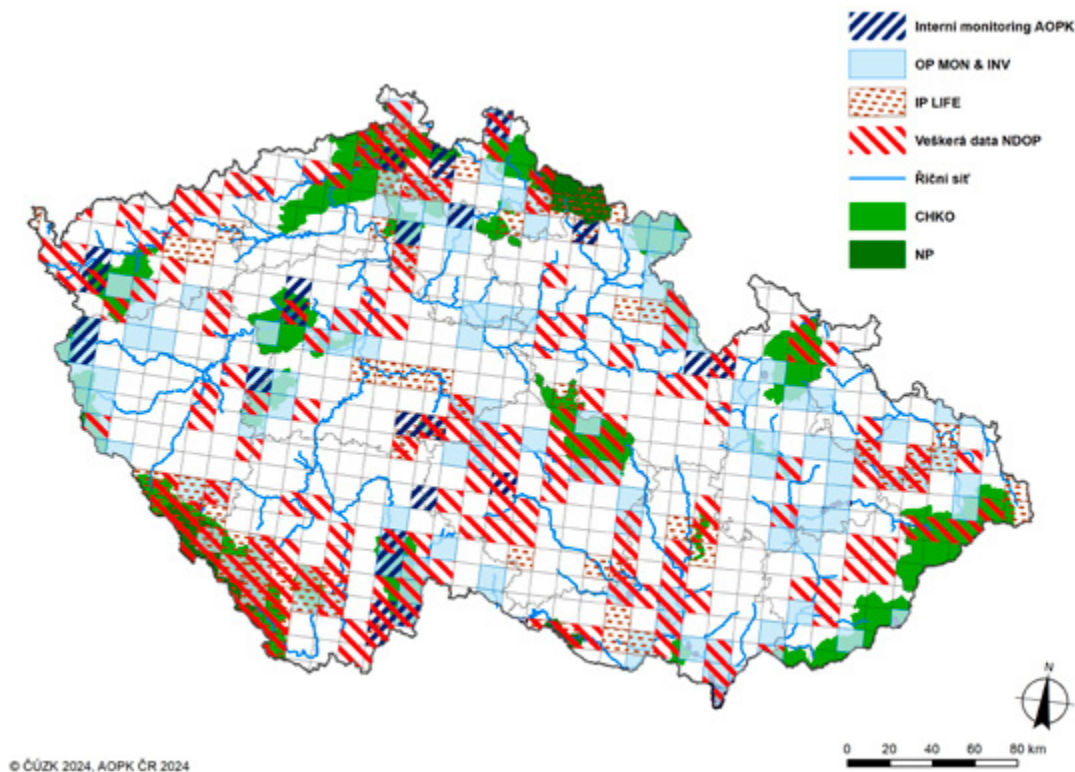 Interní monitoring AOPK
OP MON & INV
IP LIFE
Veškerá data NDOP
Říční síť
CHKO
NP
N
0 20 40 60 80 km
© ČÚZK 2024, AOPK ČR 2024